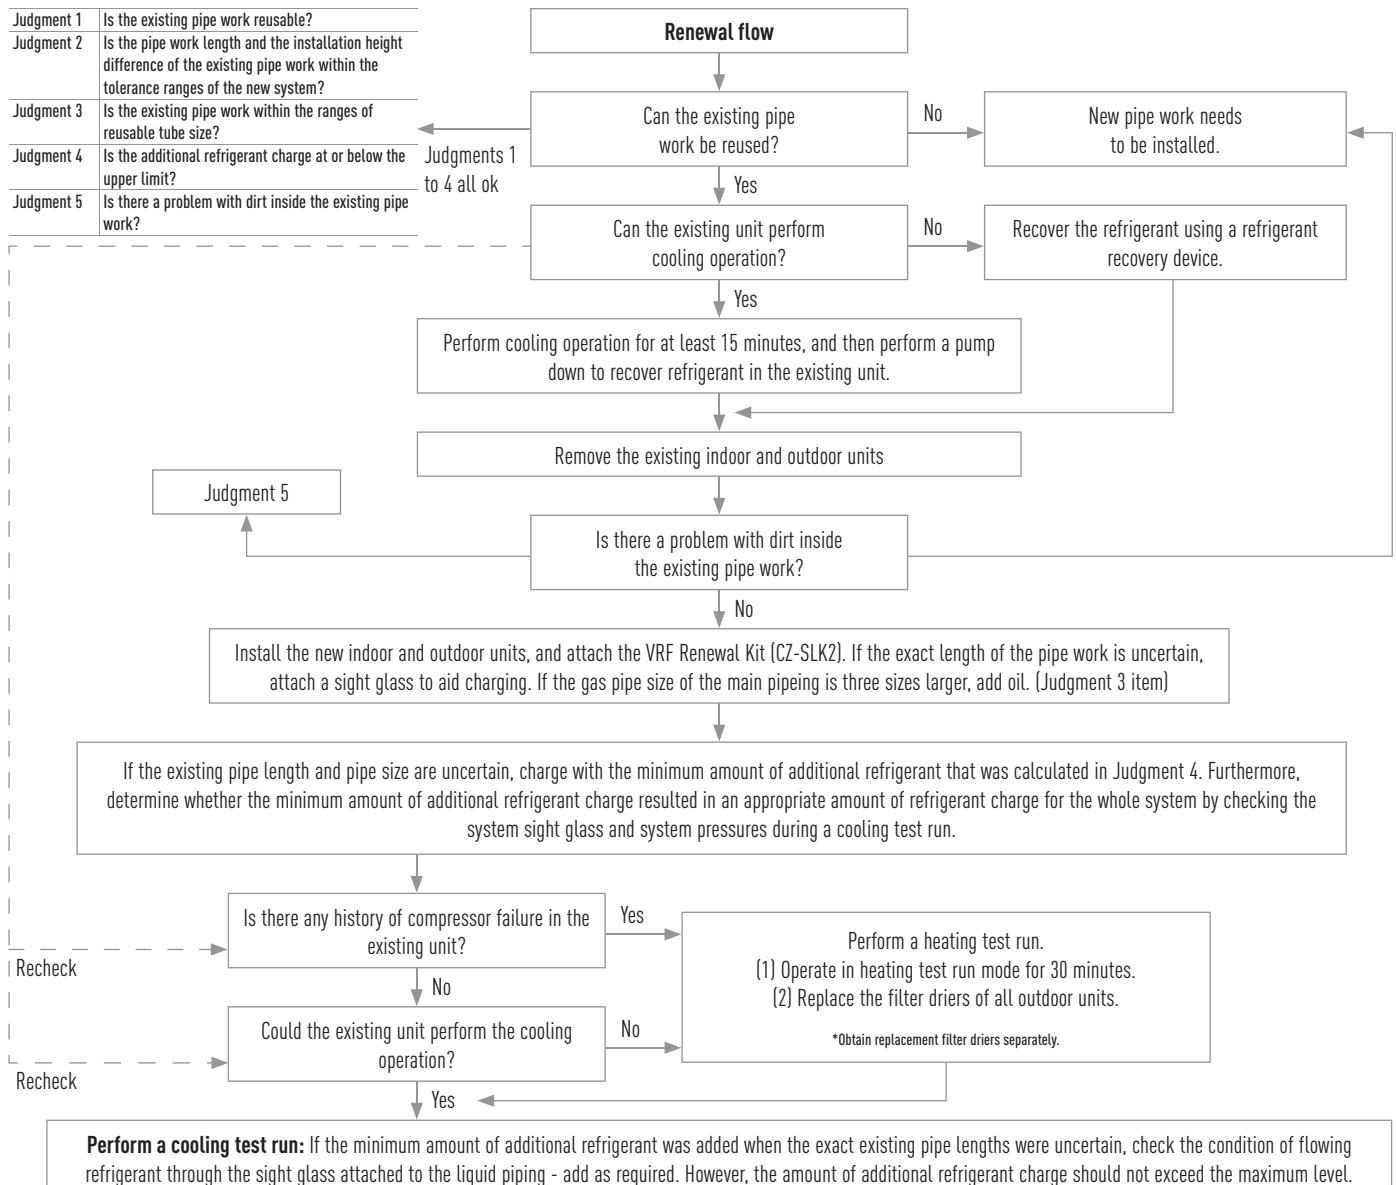 Judgment 1 Is the existing pipe work reusable?
Judgment 2 Is the pipe work length and the installation height
difference of the existing pipe work within the
tolerance ranges of the new system?
Judgment 3 Is the existing pipe work within the ranges of
reusable tube size?
Judgment 4 Is the additional refrigerant charge at or below the
upper limit?
Judgment 5 Is there a problem with dirt inside the existing pipe
work?
Renewal flow
Can the existing pipe
work be reused?
No
New pipe work needs
to be installed.
Judgments 1
to 4 all ok
Yes
Can the existing unit perform
cooling operation?
No
Recover the refrigerant using a refrigerant
recovery device.
Yes
Perform cooling operation for at least 15 minutes, and then perform a pump
down to recover refrigerant in the existing unit.
Remove the existing indoor and outdoor units
Judgment 5
Is there a problem with dirt inside
the existing pipe work?
No
Install the new indoor and outdoor units, and attach the VRF Renewal Kit (CZ-SLK2). If the exact length of the pipe work is uncertain,
attach a sight glass to aid charging. If the gas pipe size of the main pipeing is three sizes larger, add oil. (Judgment 3 item)
If the existing pipe length and pipe size are uncertain, charge with the minimum amount of additional refrigerant that was calculated in Judgment 4. Furthermore,
determine whether the minimum amount of additional refrigerant charge resulted in an appropriate amount of refrigerant charge for the whole system by checking the
system sight glass and system pressures during a cooling test run.
Is there any history of compressor failure in the
existing unit?
Yes
Perform a heating test run.
(1) Operate in heating test run mode for 30 minutes.
(2) Replace the filter driers of all outdoor units.
*Obtain replacement filter driers separately.
Recheck
No
Could the existing unit perform the cooling
operation?
No
Recheck
Yes
Perform a cooling test run: If the minimum amount of additional refrigerant was added when the exact existing pipe lengths were uncertain, check the condition of flowing
refrigerant through the sight glass attached to the liquid piping - add as required. However, the amount of additional refrigerant charge should not exceed the maximum level.